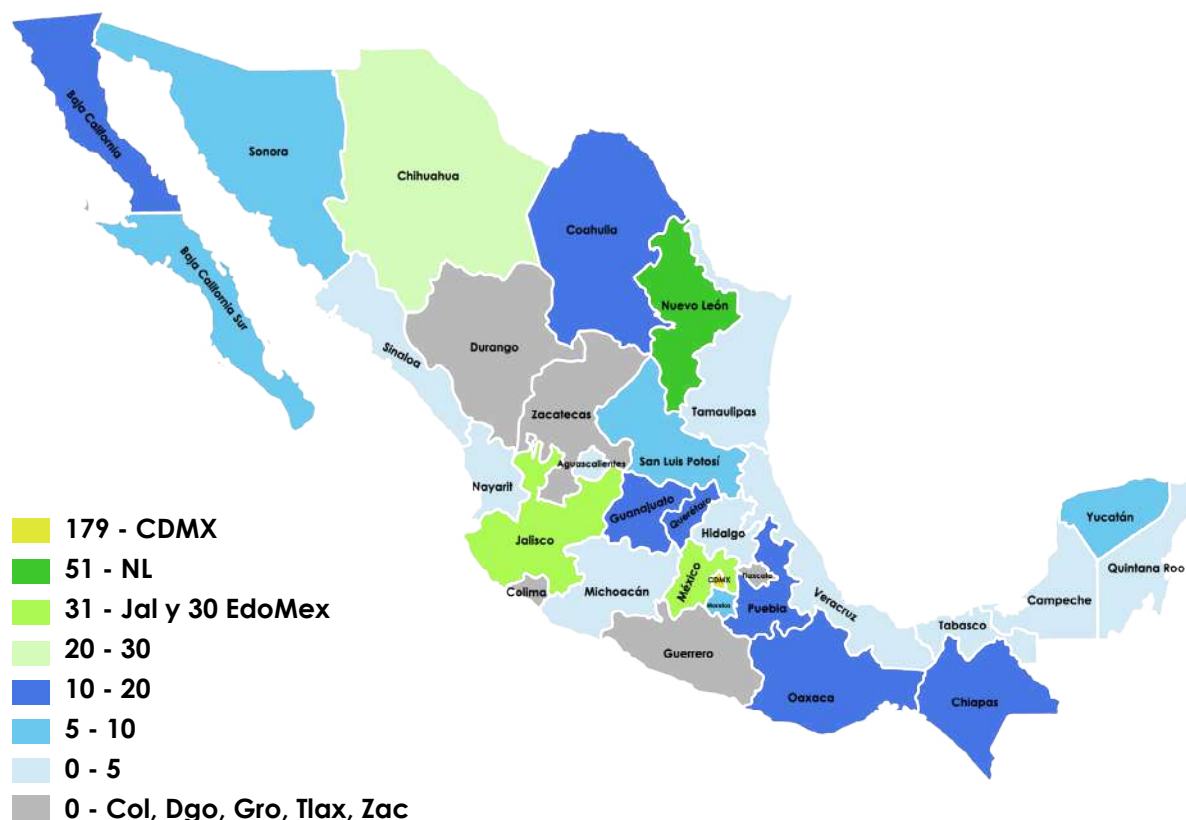 Baja California
Sonora
Chihuahua
Coahuila
Baja California Sur
Nuevo León
Sinaloa
Durango
Zacatecas
Tamaulipas
Aguascalientes
San Luis Potosí
Nayarit
Guanajuato
Querétaro
Yucatán
Jalisco
Hidalgo
Quintana Roo
México
CDMX
Tlaxcala
Colima
Michoacán
Morelos
Puebla
Veracruz
Campeche
Tabasco
Guerrero
Oaxaca
Chiapas
179 - CDMX
51 - NL
31 - Jal y 30 EdoMex
20 - 30
10 - 20
5 - 10
0 - 5
0 - Col, Dgo, Gro, Tlax, Zac